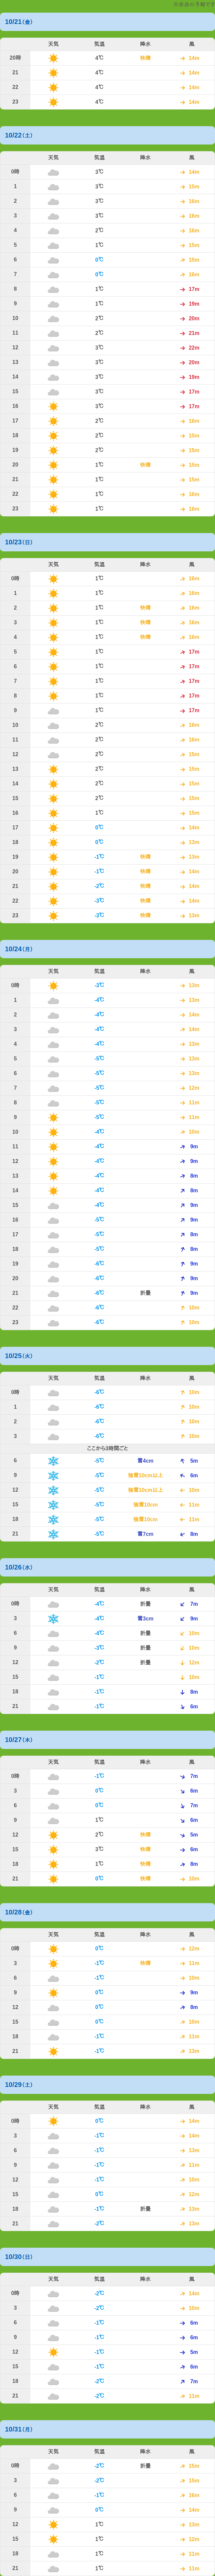 10/21(金)
天気 気温 降水 風
20時 4℃ 快晴 14m
21 4℃ 14m
22 4℃ 14m
23 4℃ 14m
10/22(土)
天気 気温 降水 風
0時 3℃ 14m
1 3℃ 15m
2 3℃ 16m
3 3℃ 16m
4 2℃ 16m
5 1℃ 15m
6 0℃ 15m
7 0℃ 16m
8 1℃ 17m
9 1℃ 19m
10 2℃ 20m
11 2℃ 21m
12 3℃ 22m
13 3℃ 20m
14 3℃ 19m
15 3℃ 17m
16 3℃ 17m
17 2℃ 16m
18 2℃ 15m
19 2℃ 15m
20 1℃ 快晴 15m
21 1℃ 15m
22 1℃ 16m
23 1℃ 16m
10/23(日)
天気 気温 降水 風
0時 1℃ 16m
1 1℃ 16m
2 1℃ 快晴 16m
3 1℃ 快晴 16m
4 1℃ 快晴 16m
5 1℃ 17m
6 1℃ 17m
7 1℃ 17m
8 1℃ 17m
9 1℃ 17m
10 2℃ 16m
11 2℃ 16m
12 2℃ 15m
13 2℃ 15m
14 2℃ 15m
15 2℃ 15m
16 1℃ 15m
17 0℃ 14m
18 0℃ 13m
19 -1℃ 快晴 13m
20 -1℃ 快晴 14m
21 -2℃ 快晴 14m
22 -3℃ 快晴 14m
23 -3℃ 快晴 13m
10/24(月)
天気 気温 降水 風
0時 -3℃ 13m
1 -4℃ 13m
2 -4℃ 14m
3 -4℃ 14m
4 -4℃ 13m
5 -5℃ 13m
6 -5℃ 13m
7 -5℃ 12m
8 -5℃ 11m
9 -5℃ 11m
10 -4℃ 10m
11 -4℃ 9m
12 -4℃ 9m
13 -4℃ 8m
14 -4℃ 8m
15 -4℃ 9m
16 -5℃ 9m
17 -5℃ 8m
18 -5℃ 8m
19 -6℃ 9m
20 -6℃ 9m
21 -6℃ 折曇 9m
22 -6℃ 10m
23 -6℃ 10m
10/25(火)
天気 気温 降水 風
0時 -6℃ 10m
1 -6℃ 10m
2 -6℃ 10m
3 -6℃ 10m
ここから3時間ごと
6 -5℃ 雪4cm 5m
9 -5℃ 強雪10cm以上 6m
12 -5℃ 強雪10cm以上 10m
15 -5℃ 強雪10cm 11m
18 -5℃ 強雪10cm 11m
21 -5℃ 雪7cm 8m
10/26(水)
天気 気温 降水 風
0時 -4℃ 折曇 7m
3 -4℃ 雪3cm 9m
6 -4℃ 折曇 10m
9 -3℃ 折曇 10m
12 -2℃ 折曇 12m
15 -1℃ 10m
18 -1℃ 8m
21 -1℃ 6m
10/27(木)
天気 気温 降水 風
0時 -1℃ 7m
3 0℃ 6m
6 0℃ 7m
9 1℃ 6m
12 2℃ 快晴 5m
15 3℃ 快晴 6m
18 1℃ 快晴 8m
21 0℃ 快晴 10m
10/28(金)
天気 気温 降水 風
0時 0℃ 12m
3 -1℃ 快晴 11m
6 -1℃ 10m
9 0℃ 9m
12 0℃ 8m
15 0℃ 10m
18 -1℃ 11m
21 -1℃ 13m
10/29(土)
天気 気温 降水 風
0時 0℃ 14m
3 -1℃ 14m
6 -1℃ 13m
9 -1℃ 11m
12 -1℃ 10m
15 0℃ 12m
18 -1℃ 折曇 13m
21 -2℃ 13m
10/30(日)
天気 気温 降水 風
0時 -2℃ 14m
3 -2℃ 10m
6 -1℃ 6m
9 -1℃ 6m
12 -1℃ 5m
15 -1℃ 6m
18 -2℃ 7m
21 -2℃ 11m
10/31(月)
天気 気温 降水 風
0時 -2℃ 折曇 15m
3 -2℃ 15m
6 -1℃ 16m
9 0℃ 14m
12 1℃ 13m
15 1℃ 12m
18 1℃ 11m
21 1℃ 11m